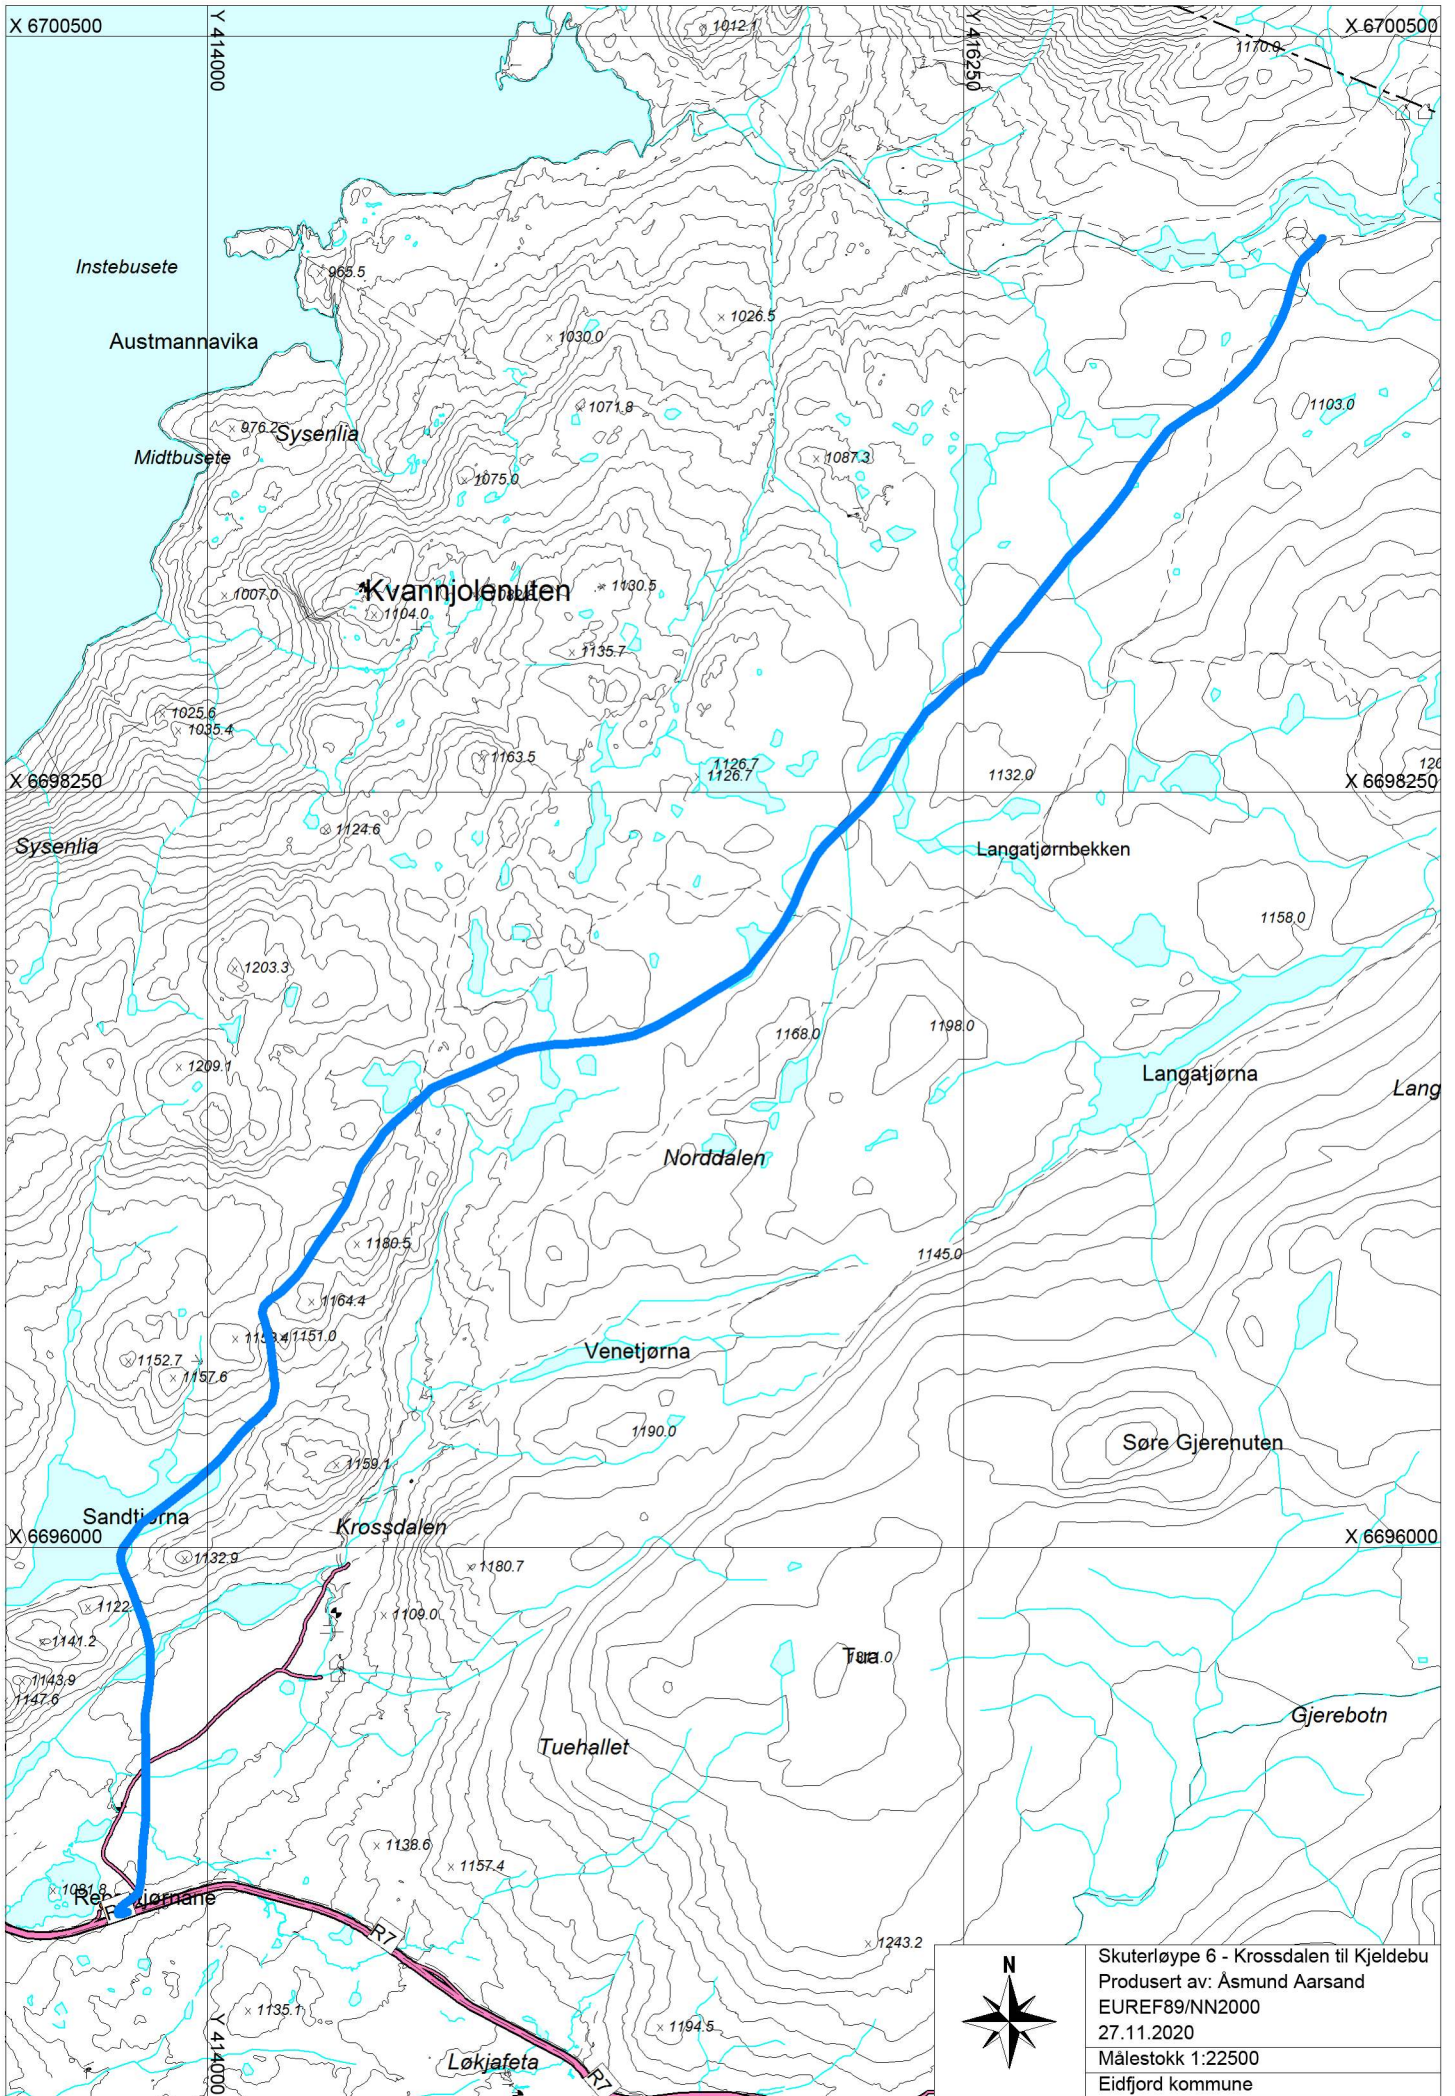 X 6700500
Y 414000
1012.1
Y 416250
1170.0
X 6700500
Instebusete
965.5
Austmannavika
1030.0
1026.5
1071.8
1103.0
976.2
Sysenlia
Midtbusete
1075.0
1087.3
1007.0
Kvannjolenuten
1104.0
1130.5
1135.7
1025.6
1035.4
1163.5
1126.7
1126.7
1132.0
X 6698250
X 6698250
1124.6
Sysenlia
Langatjørnbekken
1158.0
1203.3
1168.0
1198.0
1209.1
Langatjørna
Lang
Norddalen
1180.5
1145.0
1164.4
1151.0
Venetjørna
1152.7
1157.6
1190.0
Søre Gjerenuten
1159.1
Sandtjørna
Krossdalen
X 6696000
X 6696000
1132.9
1180.7
1122
1109.0
1141.2
Tua
1143.9
1147.6
Gjerebotn
Tuehallet
1138.6
1157.4
1081.8
R7
1243.2
1135.1
1194.5
Y 414000
Løkjafeta
R7
N
Skuterløype 6 - Krossdalen til Kjeldebu
Produsert av: Åsmund Aarsand
EUREF89/NN2000
27.11.2020
Målestokk 1:22500
Eidfjord kommune